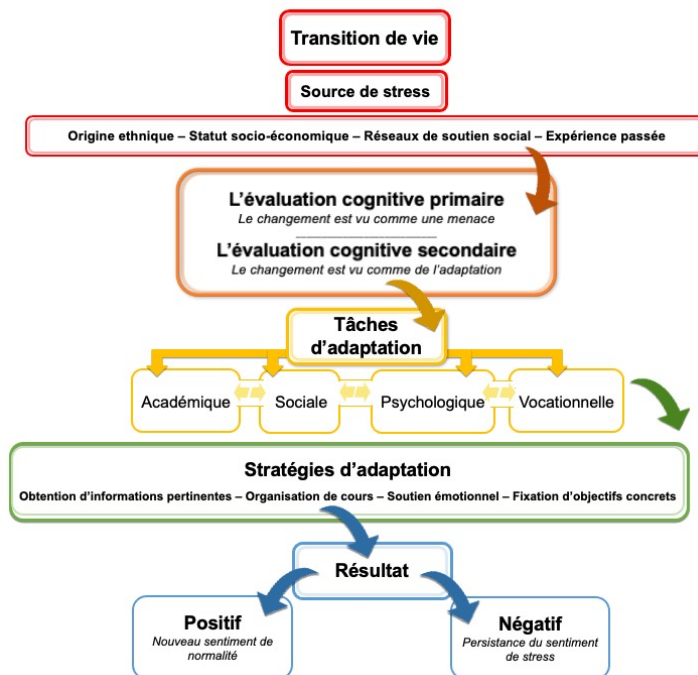 Transition de vie
Source de stress
Origine ethnique – Statut socio-économique – Réseaux de soutien social – Expérience passée
L'évaluation cognitive primaire
Le changement est vu comme une menace
L'évaluation cognitive secondaire
Le changement est vu comme de l'adaptation
Tâches
d'adaptation
Académique
Sociale
Psychologique
Vocationnelle
Stratégies d'adaptation
Obtention d'informations pertinentes – Organisation de cours – Soutien émotionnel – Fixation d'objectifs concrets
Résultat
Positif
Nouveau sentiment de
normalité
Négatif
Persistance du sentiment
de stress